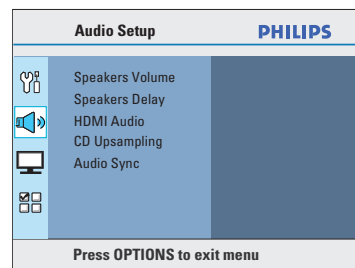 Audio Setup
PHILIPS
Speakers Volume
Speakers Delay
HDMI Audio
CD Upsampling
Audio Sync
Press OPTIONS to exit menu